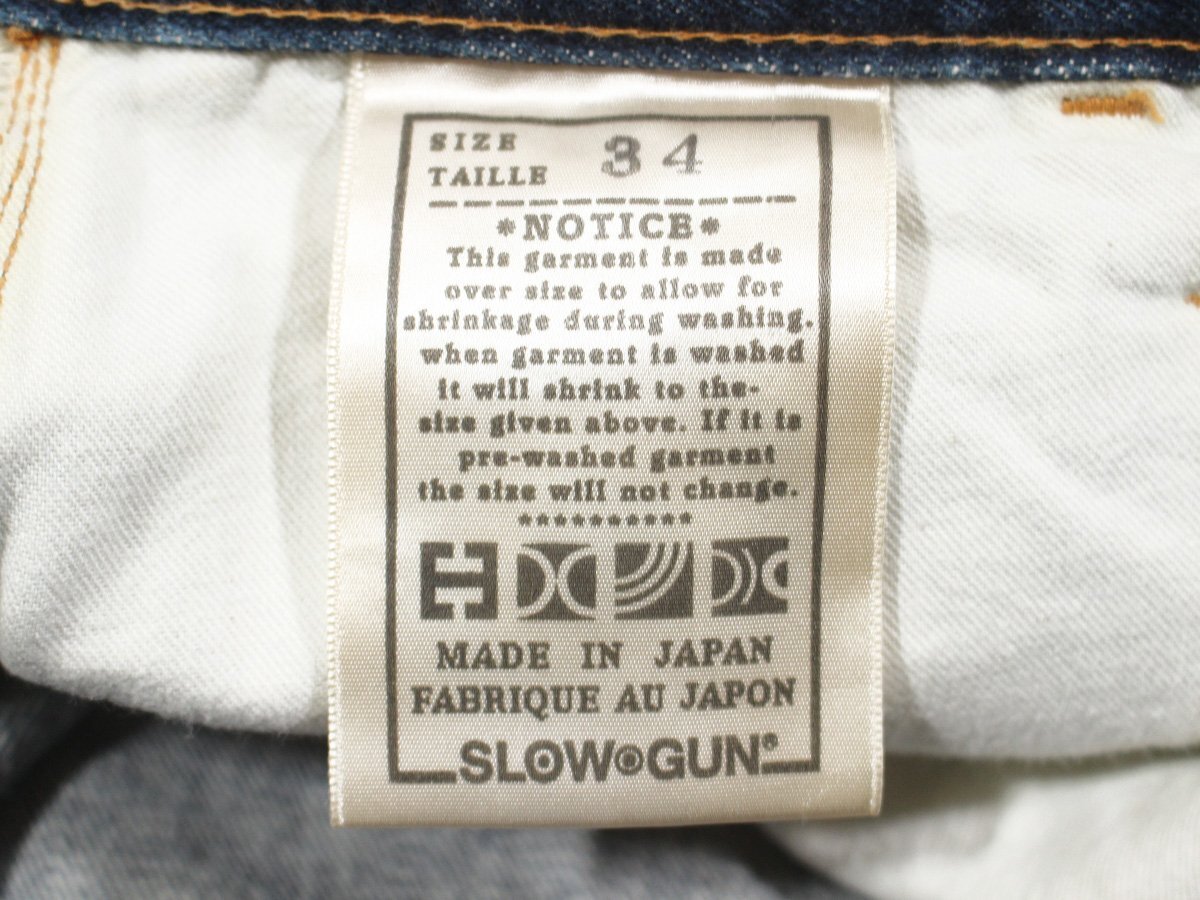 SIZE 34
TAILLE
*NOTICE*
This garment is made
over size to allow for
shrinkage during washing.
when garment is washed
it will shrink to the-
size given above. If it is
pre-washed garment
the size will not change.
**********
MADE IN JAPAN
FABRIQUE AU JAPON
SLOW GUN®